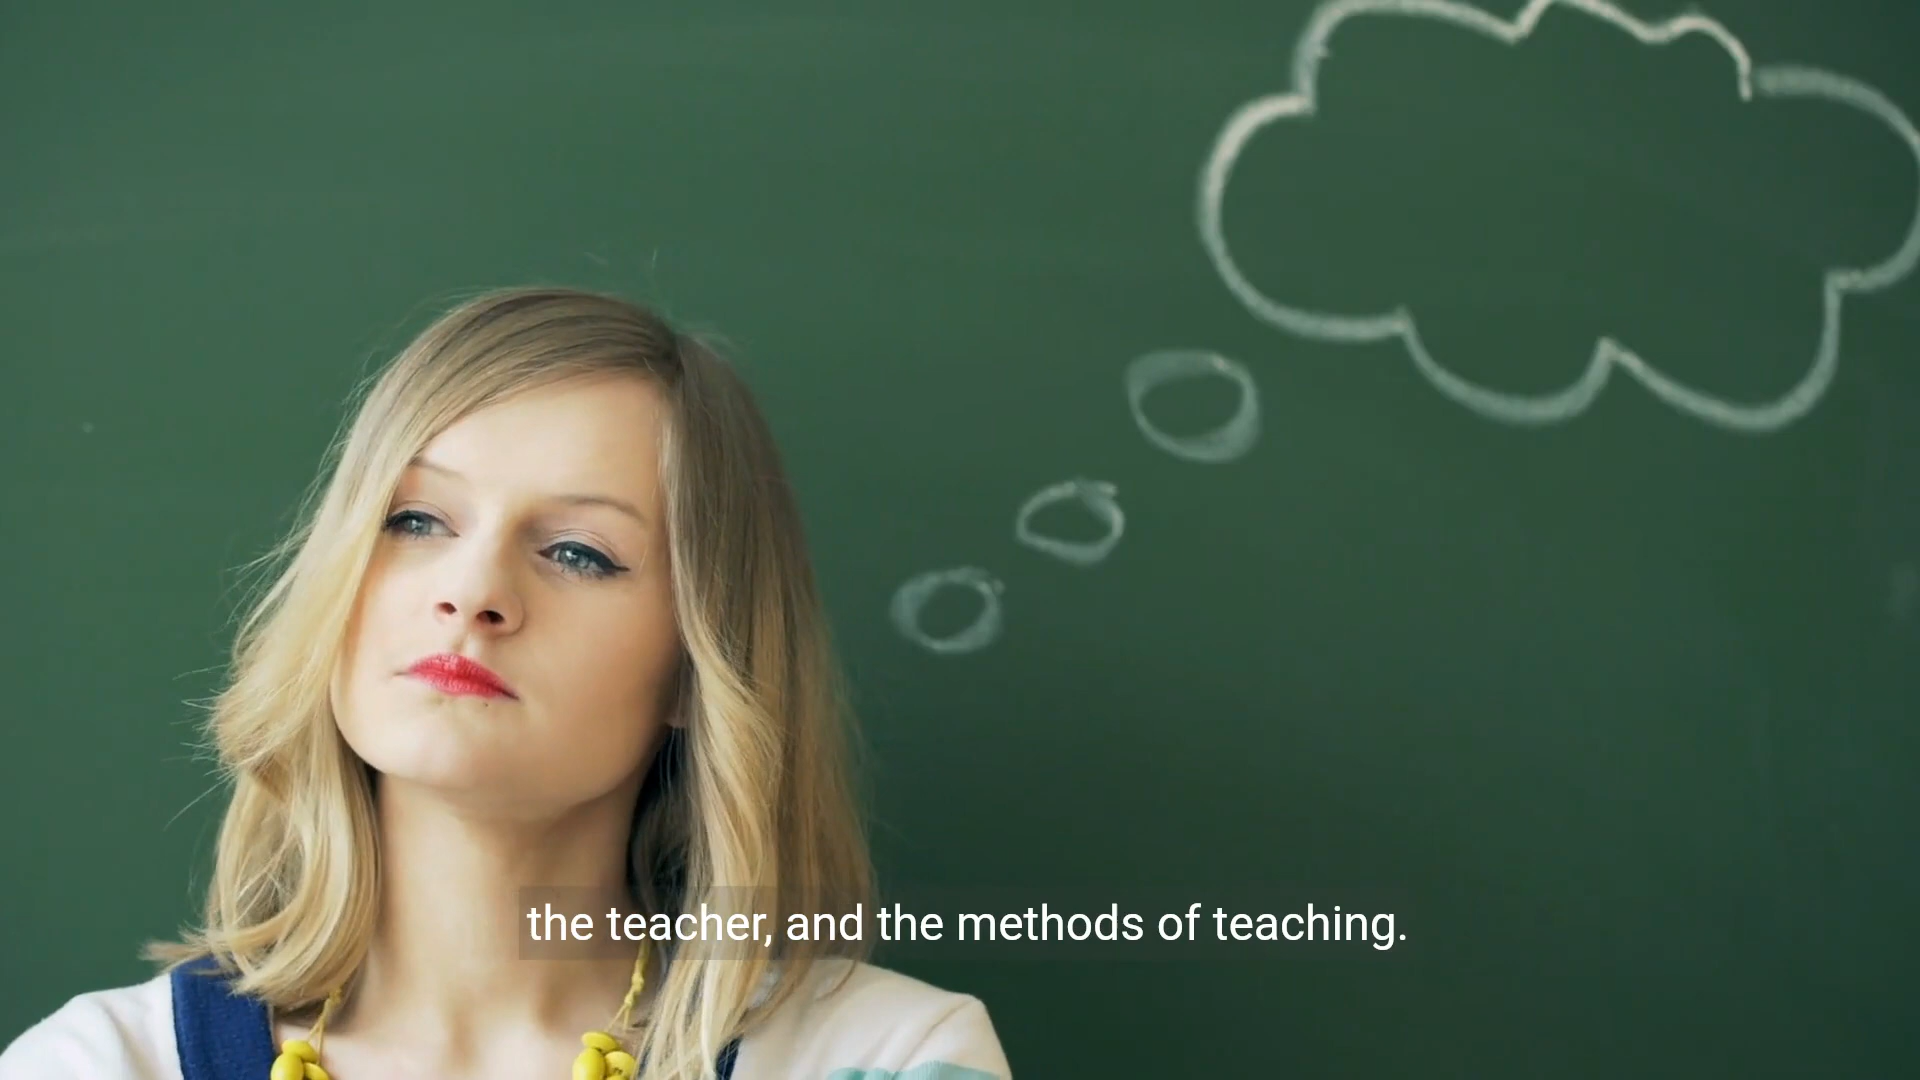 the teacher, and the methods of teaching.